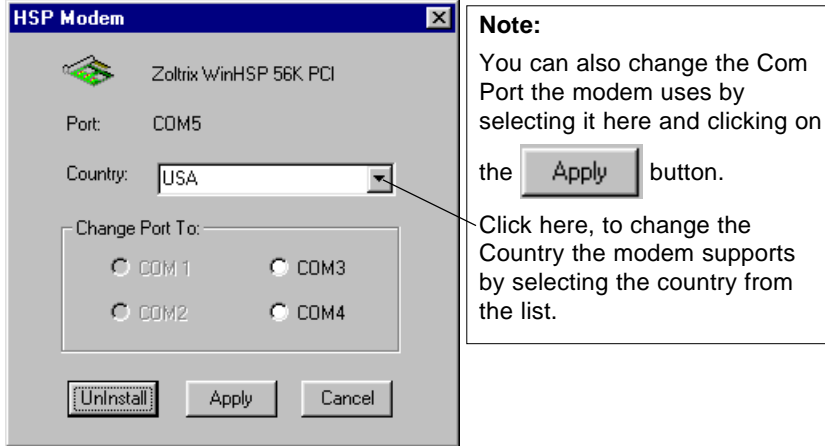 HSP Modem
Zoltrix WinHSP 56K PCI
Port: COM5
Country: USA
Change Port To:
COM 1 COM3
COM2 COM4
UnInstall Apply Cancel
Note:
You can also change the Com
Port the modem uses by
selecting it here and clicking on
the Apply button.
Click here, to change the
Country the modem supports
by selecting the country from
the list.